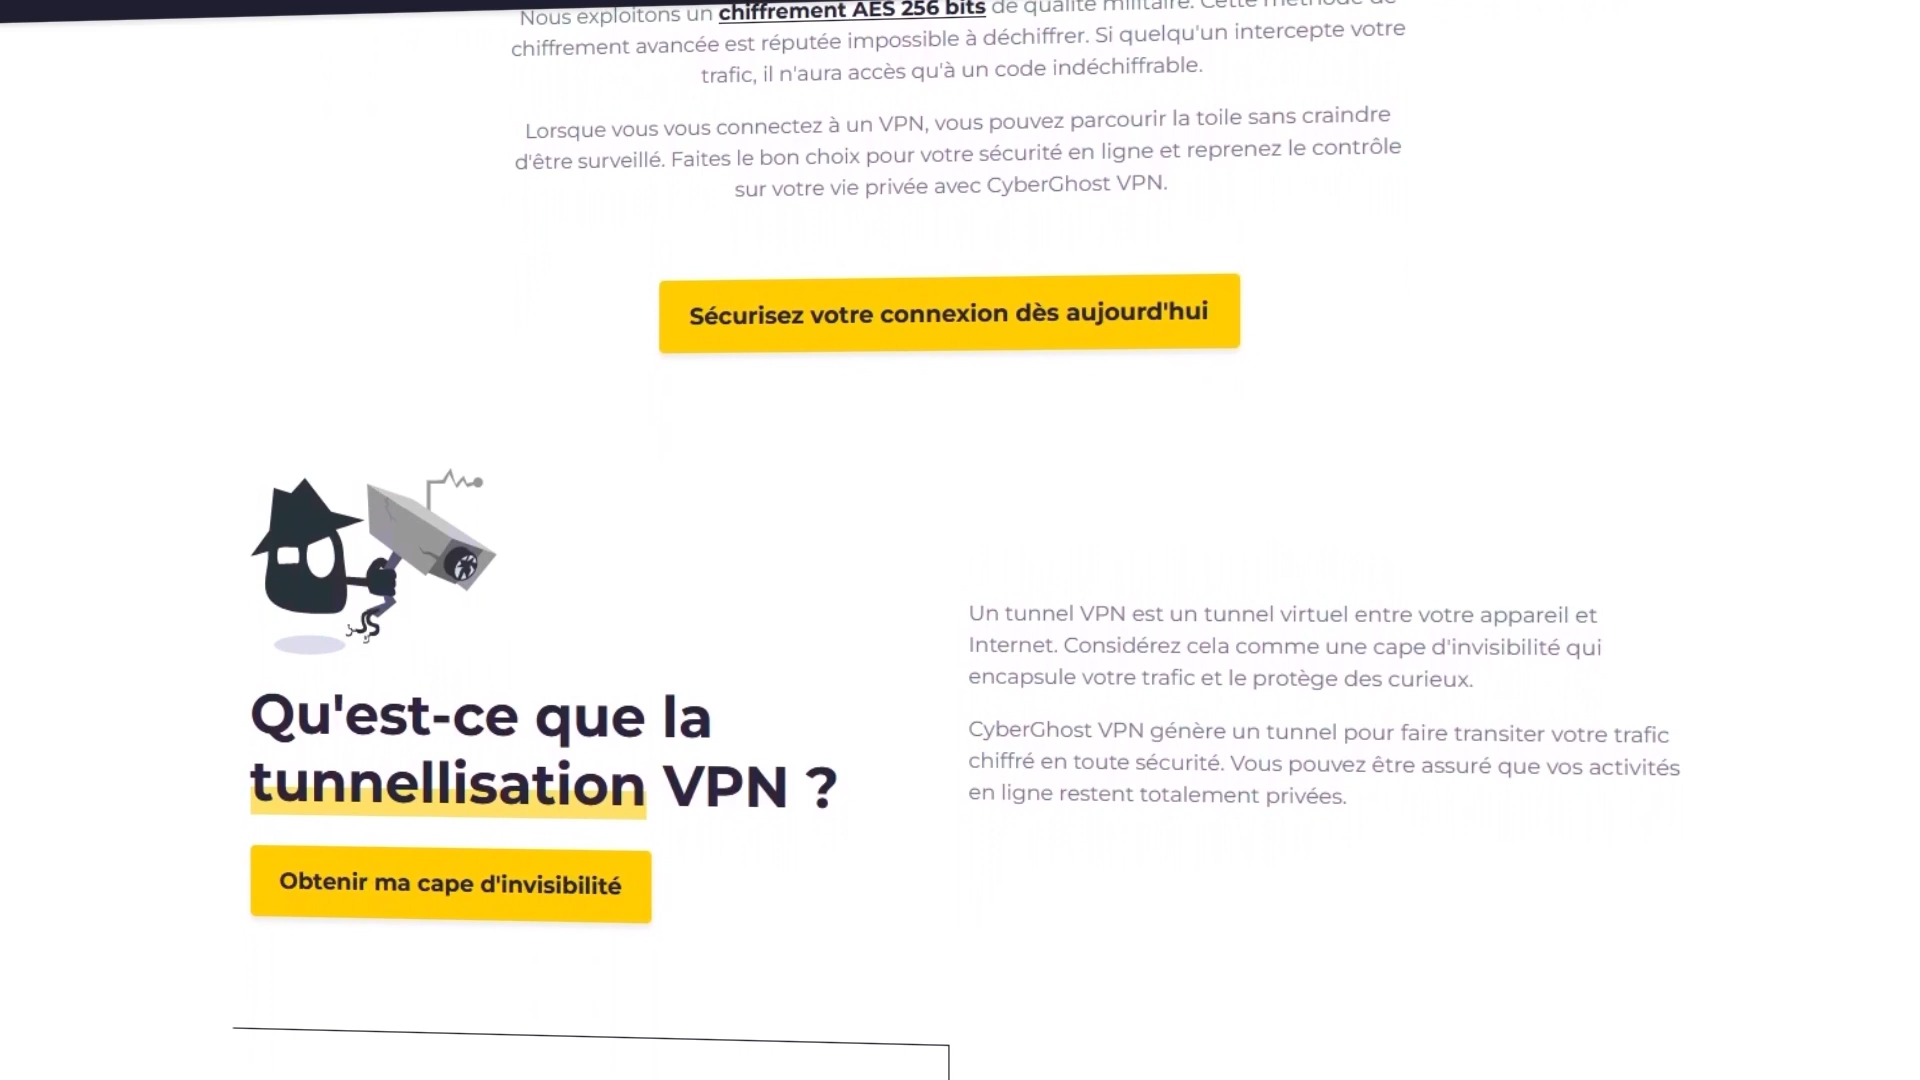 Nous exploitons un chiffrement AES 256 bits de qualité militaire. Cette méthode de
chiffrement avancée est réputée impossible à déchiffrer. Si quelqu'un intercepte votre
trafic, il n'aura accès qu'à un code indéchiffrable.
Lorsque vous vous connectez à un VPN, vous pouvez parcourir la toile sans craindre
d'être surveillé. Faites le bon choix pour votre sécurité en ligne et reprenez le contrôle
sur votre vie privée avec CyberGhost VPN.
Sécurisez votre connexion dès aujourd'hui
Qu'est-ce que la
tunnellisation VPN ?
Obtenir ma cape d'invisibilité
Un tunnel VPN est un tunnel virtuel entre votre appareil et
Internet. Considérez cela comme une cape d'invisibilité qui
encapsule votre trafic et le protège des curieux.
CyberGhost VPN génère un tunnel pour faire transiter votre trafic
chiffré en toute sécurité. Vous pouvez être assuré que vos activités
en ligne restent totalement privées.